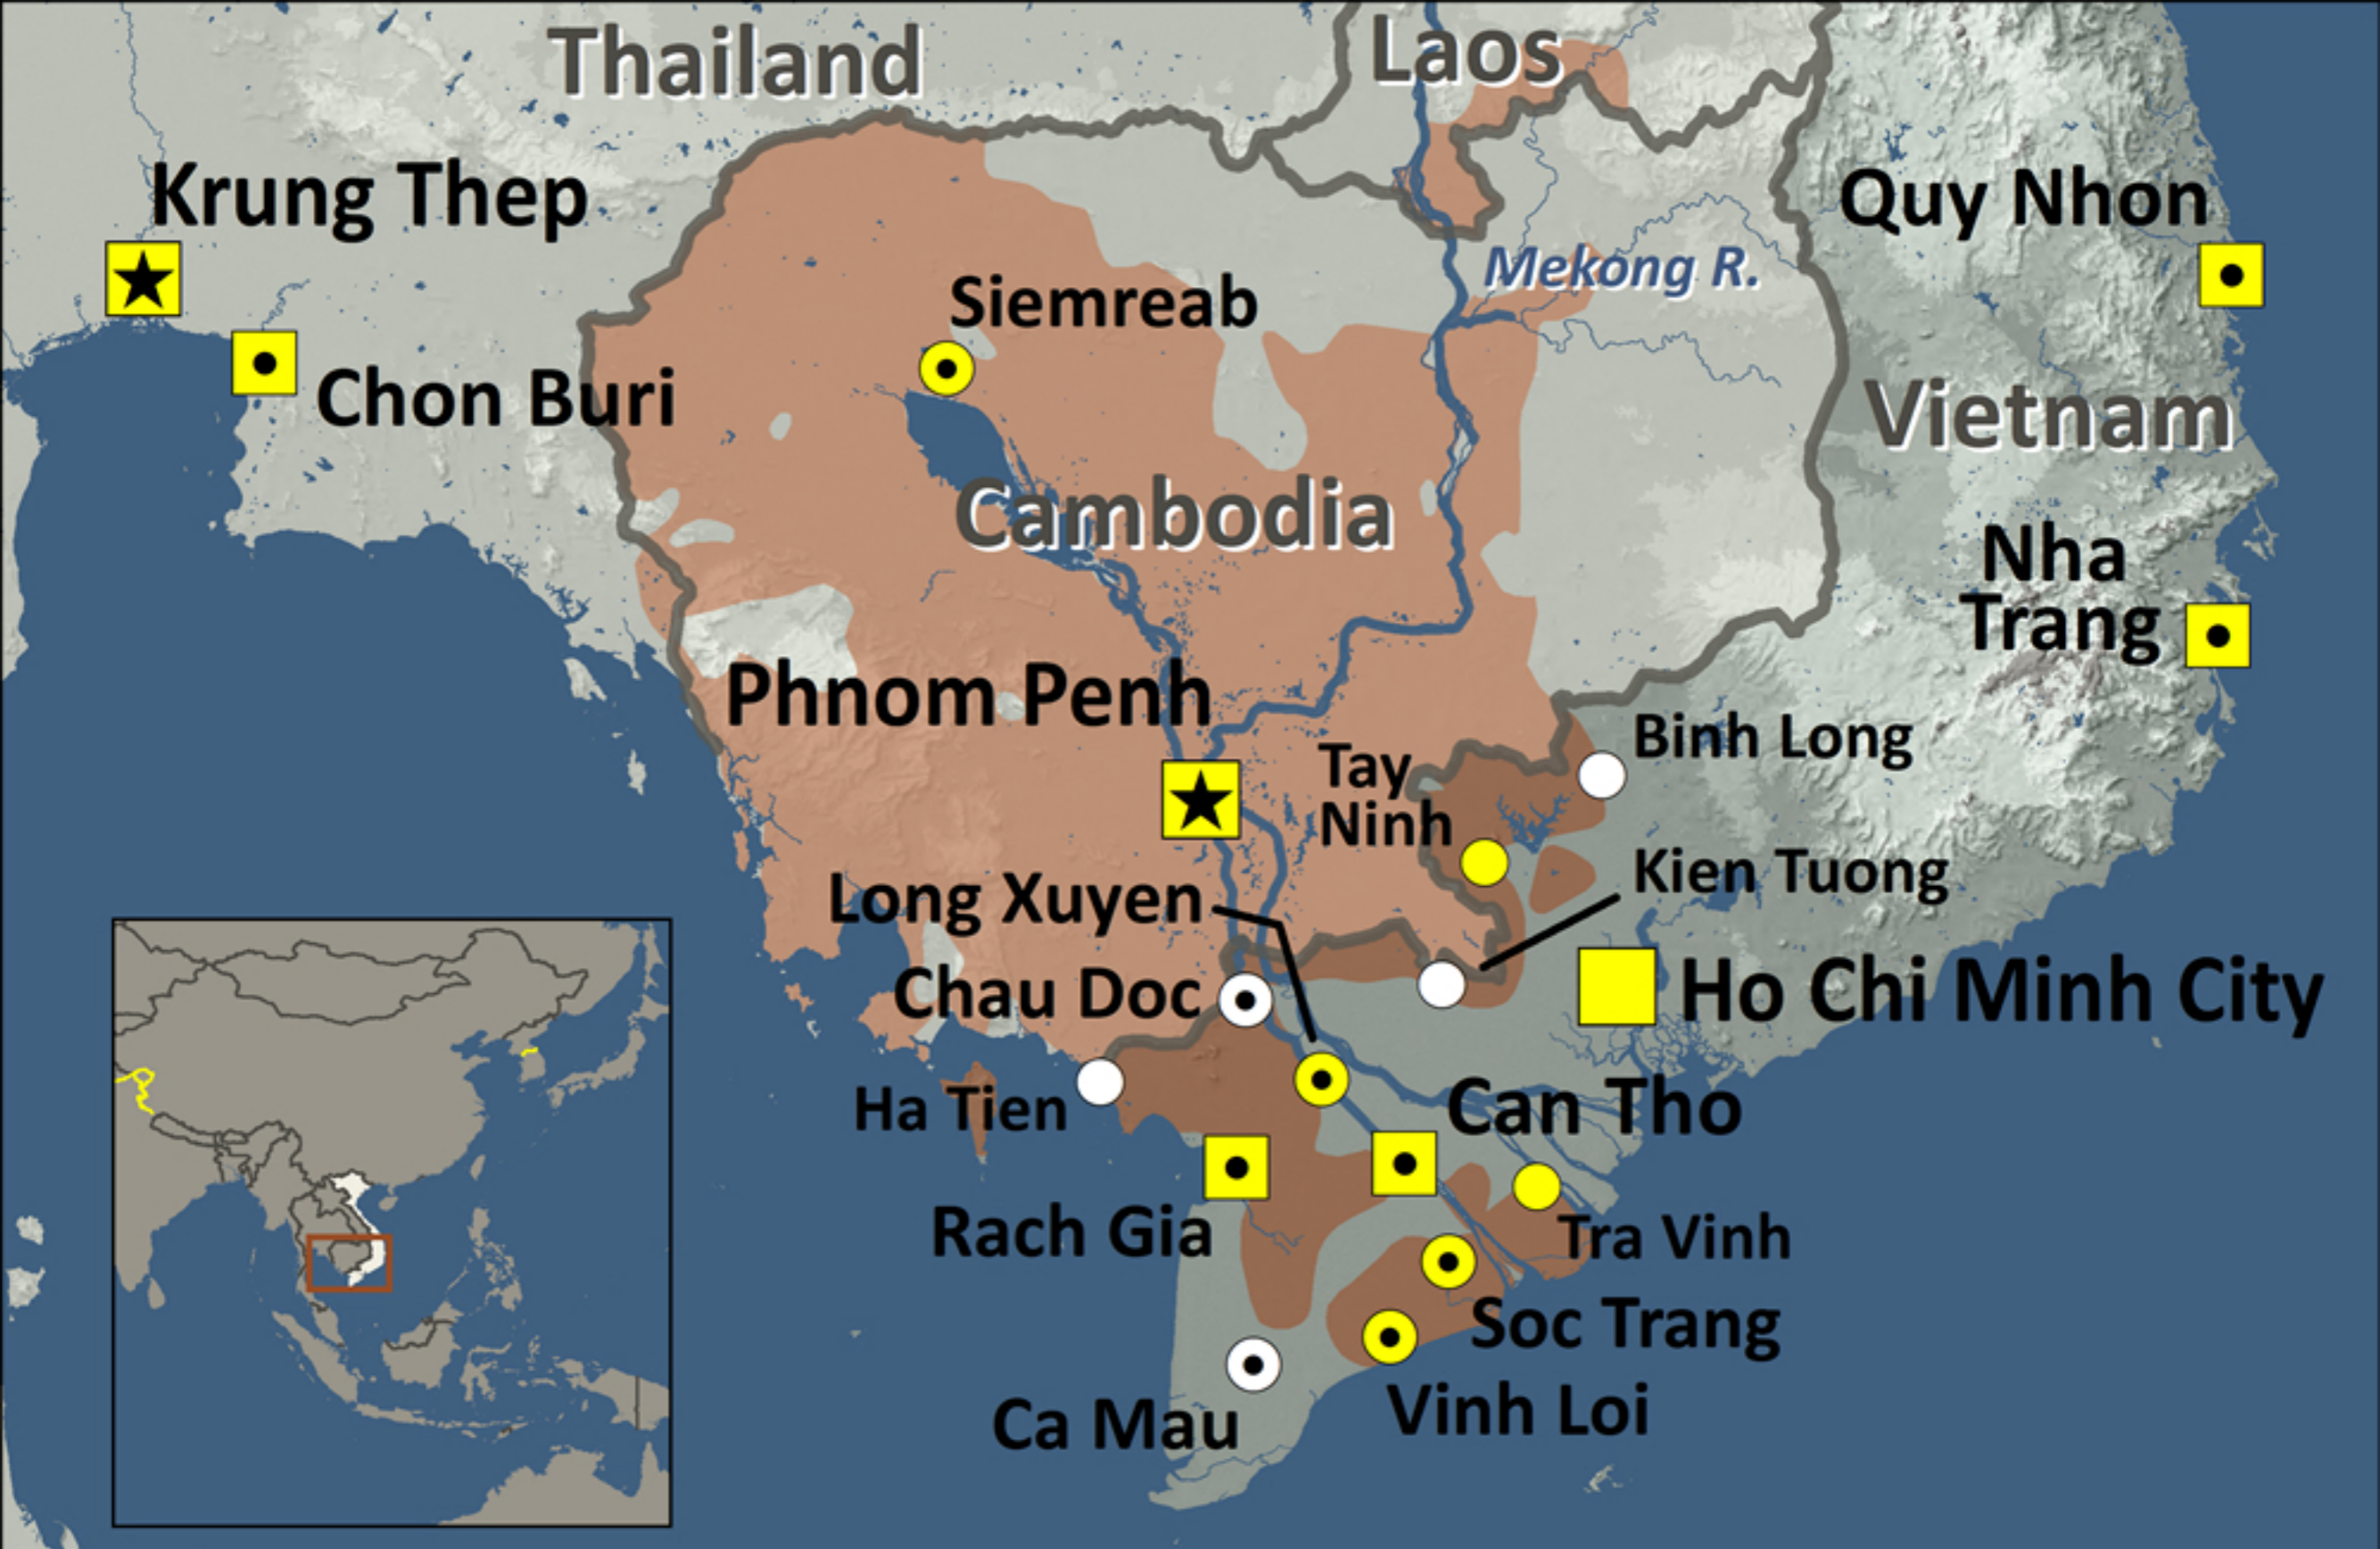 Thailand
Laos
Krung Thep
Quy Nhon
Mekong R.
Siemreab
Chon Buri
Vietnam
Cambodia
Nha
Trang
Phnom Penh
Binh Long
Tay
Ninh
Kien Tuong
Long Xuyen
Chau Doc
Ho Chi Minh City
Ha Tien
Can Tho
Rach Gia
Tra Vinh
Soc Trang
Vinh Loi
Ca Mau